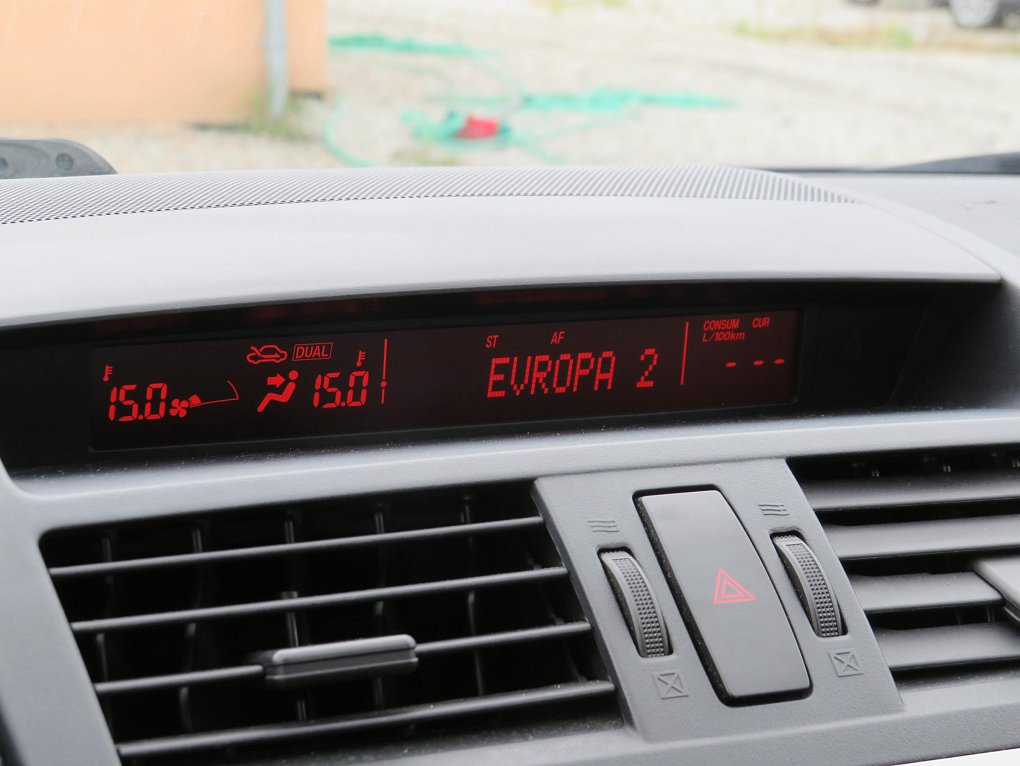 DUAL
15.0 15.0
ST AF
EVROPA 2
CONSUM CUR
L/100km
- - -